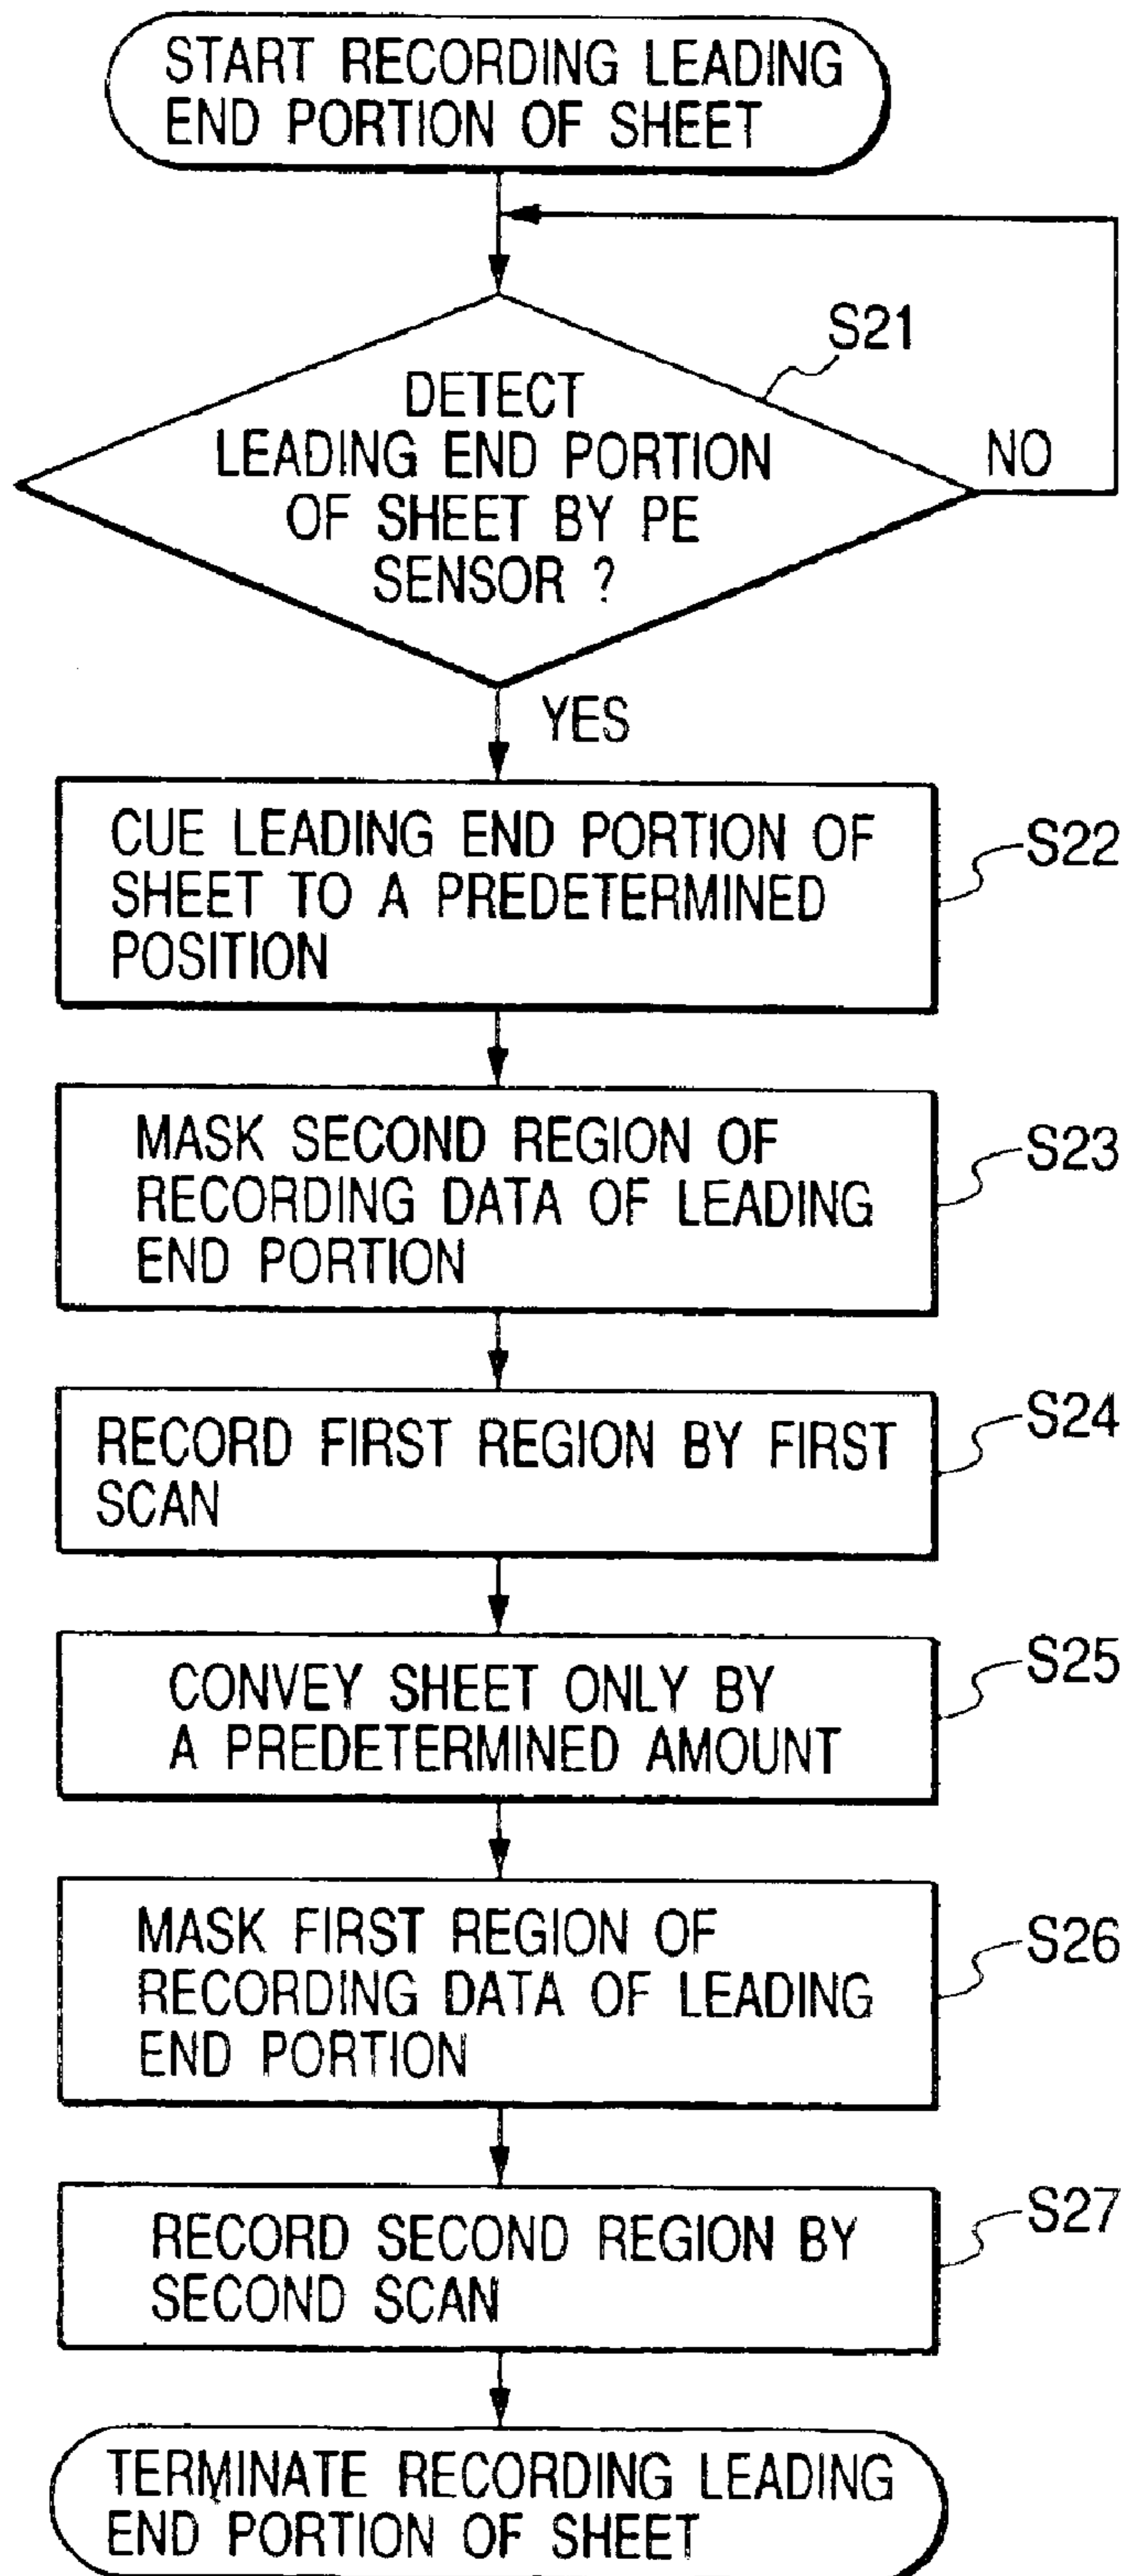 START RECORDING LEADING
END PORTION OF SHEET
S21
DETECT
LEADING END PORTION
OF SHEET BY PE
SENSOR ?
NO
YES
CUE LEADING END PORTION OF
SHEET TO A PREDETERMINED
POSITION
S22
MASK SECOND REGION OF
RECORDING DATA OF LEADING
END PORTION
S23
RECORD FIRST REGION BY FIRST
SCAN
S24
CONVEY SHEET ONLY BY
A PREDETERMINED AMOUNT
S25
MASK FIRST REGION OF
RECORDING DATA OF LEADING
END PORTION
S26
RECORD SECOND REGION BY
SECOND SCAN
S27
TERMINATE RECORDING LEADING
END PORTION OF SHEET